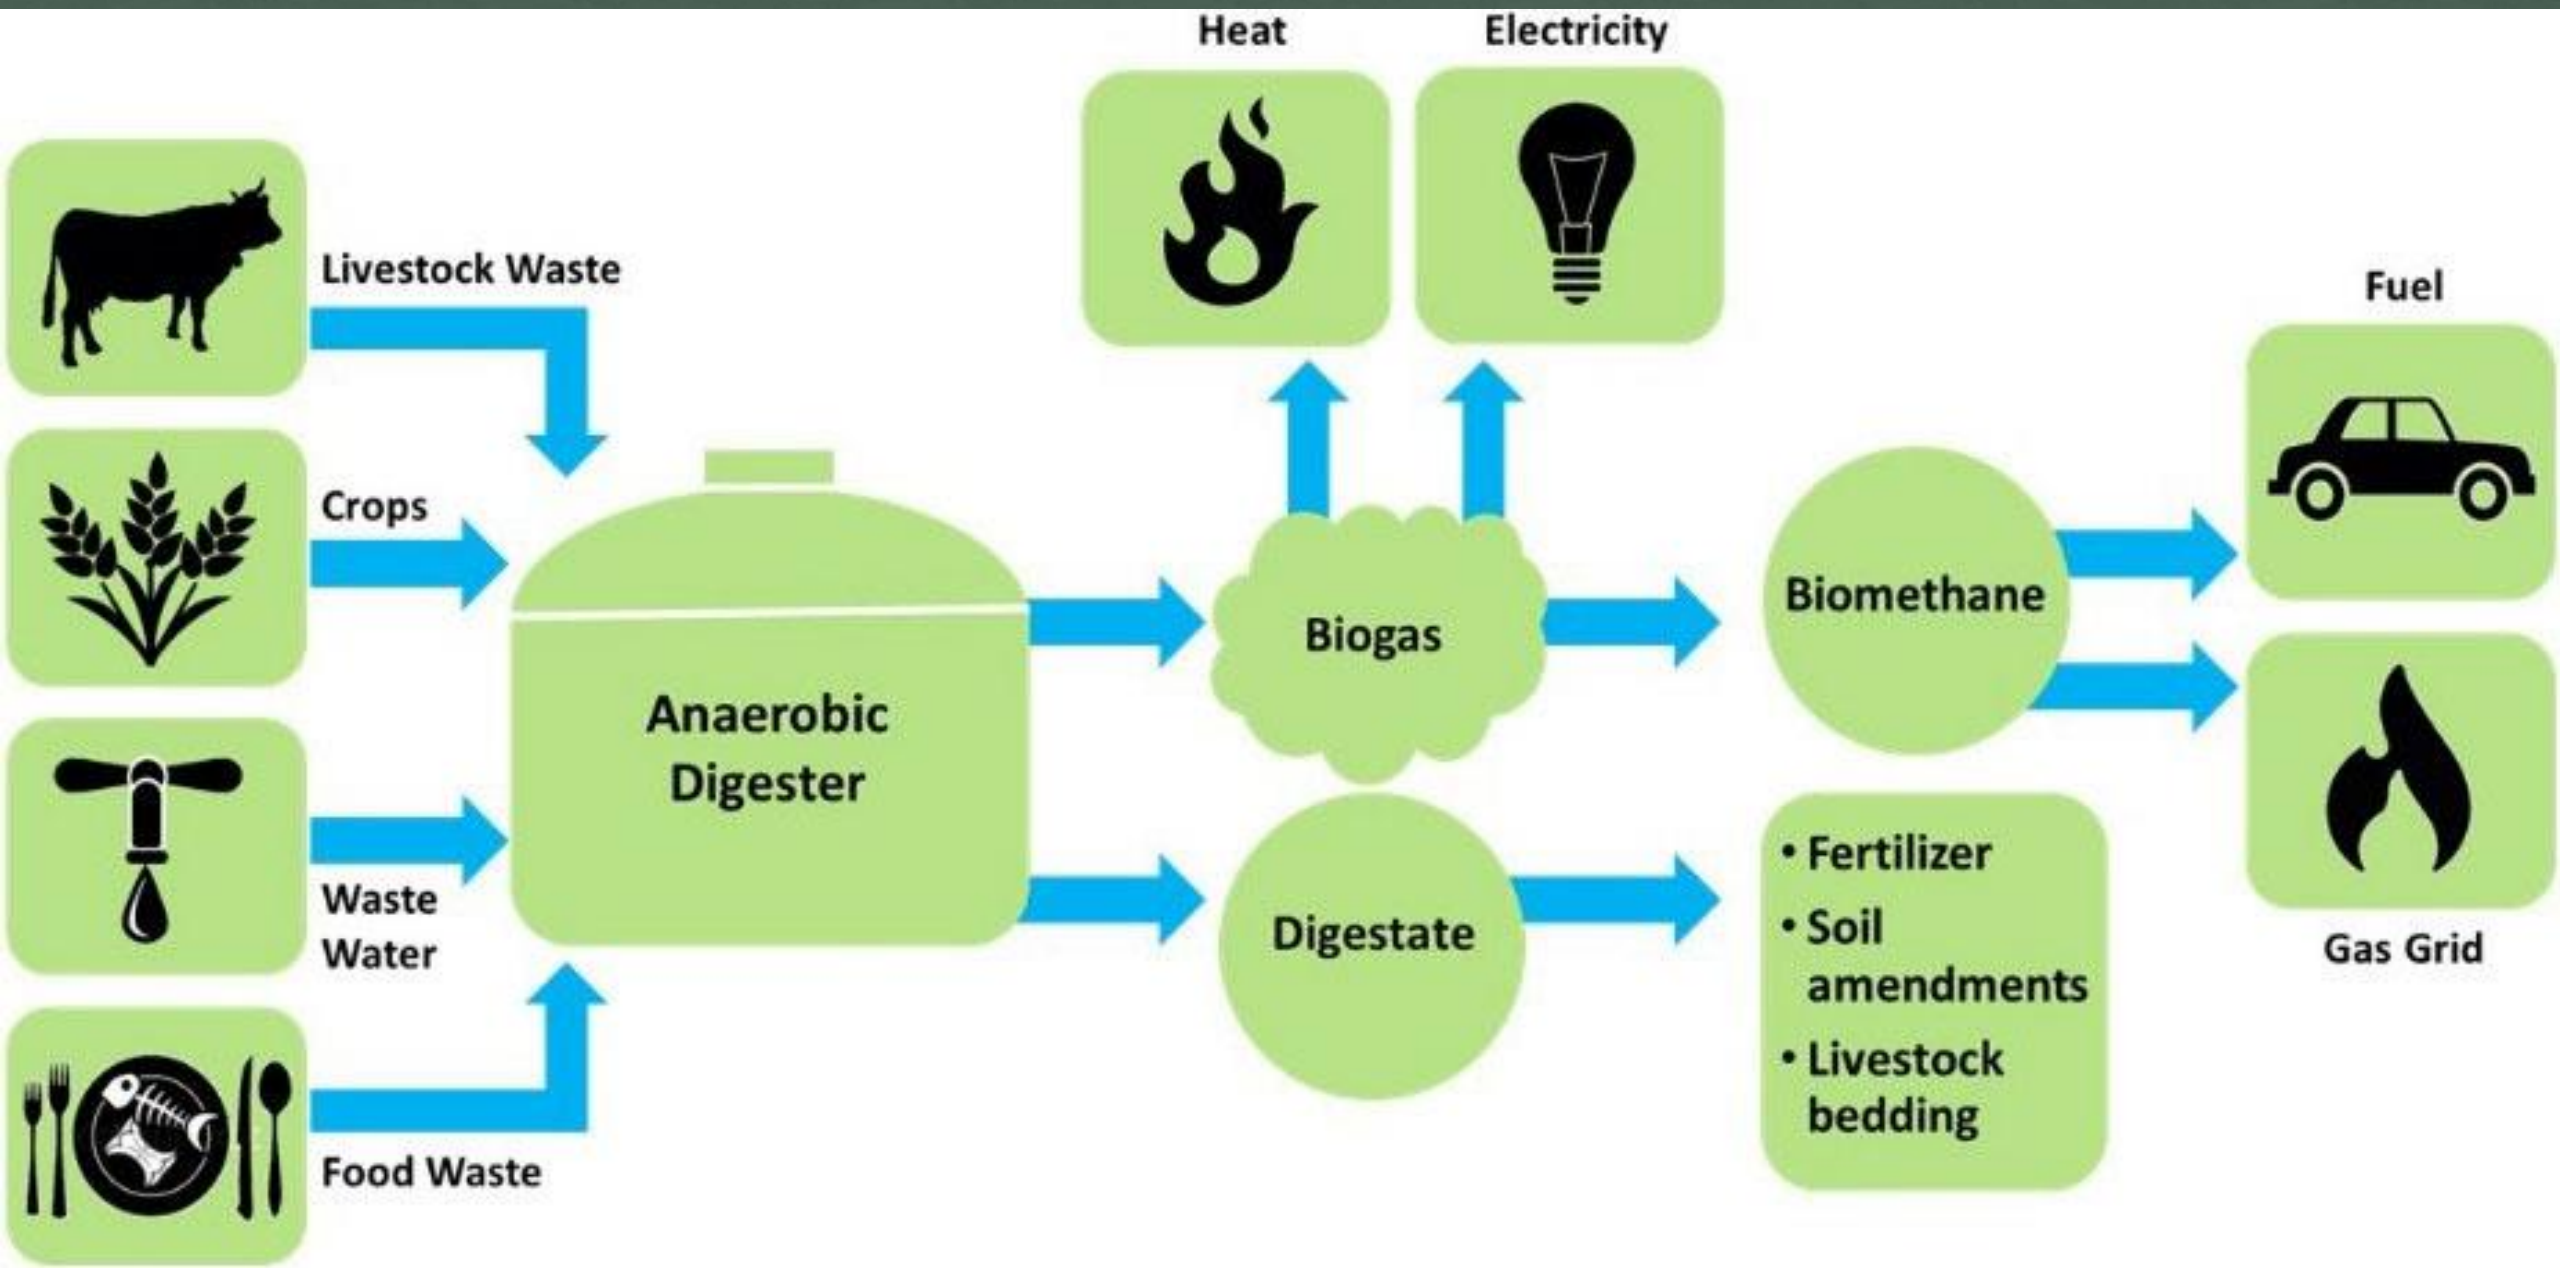 Heat
Electricity
Livestock Waste
Fuel
Crops
Biomethane
Biogas
Anaerobic
Digester
• Fertilizer
• Soil
amendments
• Livestock
bedding
Waste
Water
Digestate
Gas Grid
Food Waste